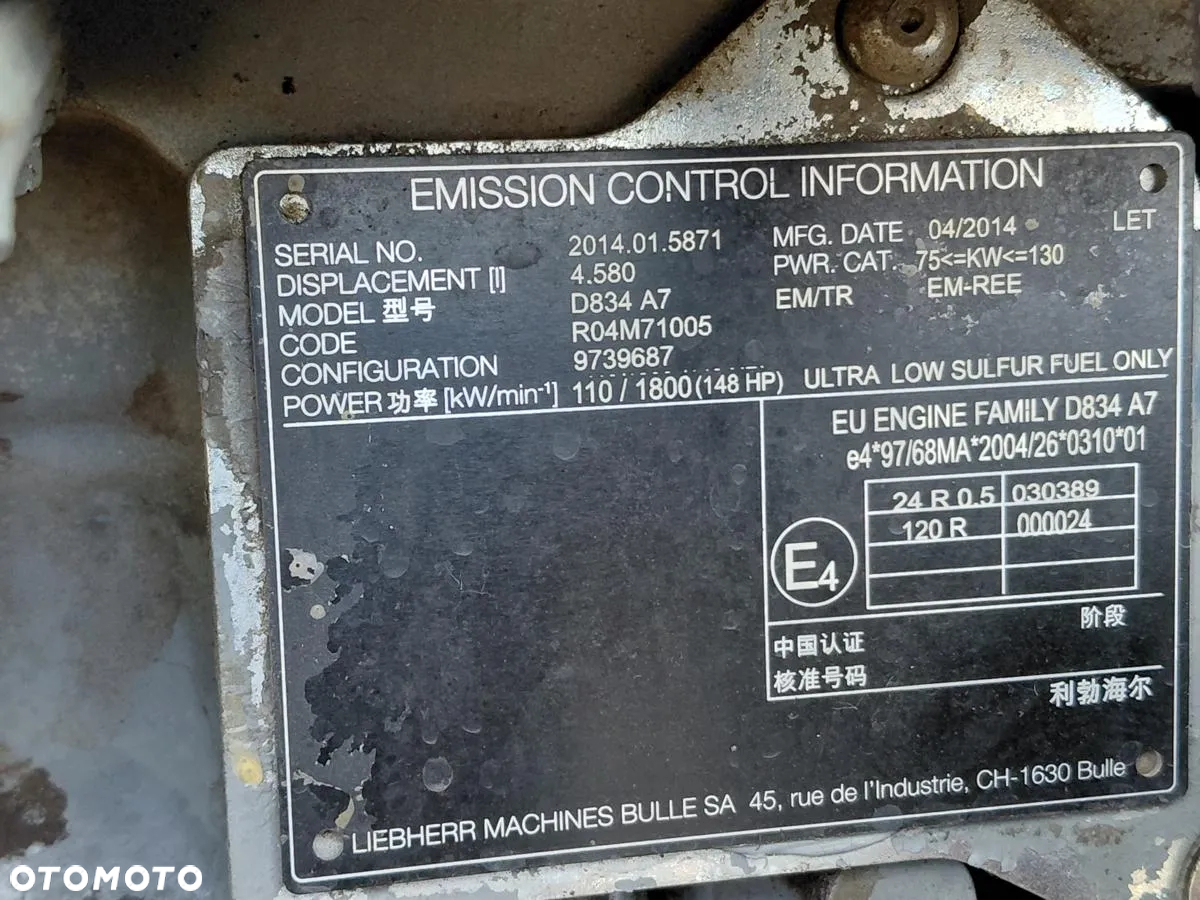 EMISSION CONTROL INFORMATION
LET
SERIAL NO. 2014.01.5871 MFG. DATE 04/2014
DISPLACEMENT [l] 4.580 PWR. CAT. 75<=KW<=130
MODEL 型号 D834 A7 EM/TR EM-REE
CODE R04M71005
CONFIGURATION 9739687
POWER 功率 [kW/min-1] 110 / 1800 (148 HP) ULTRA LOW SULFUR FUEL ONLY
EU ENGINE FAMILY D834 A7
e4*97/68MA*2004/26*0310*01
24 R 0.5 030389
120 R 000024
E4
阶段
中国认证
核准号码
利勃海尔
LIEBHERR MACHINES BULLE SA 45, rue de l'Industrie, CH-1630 Bulle
OTOMOTO